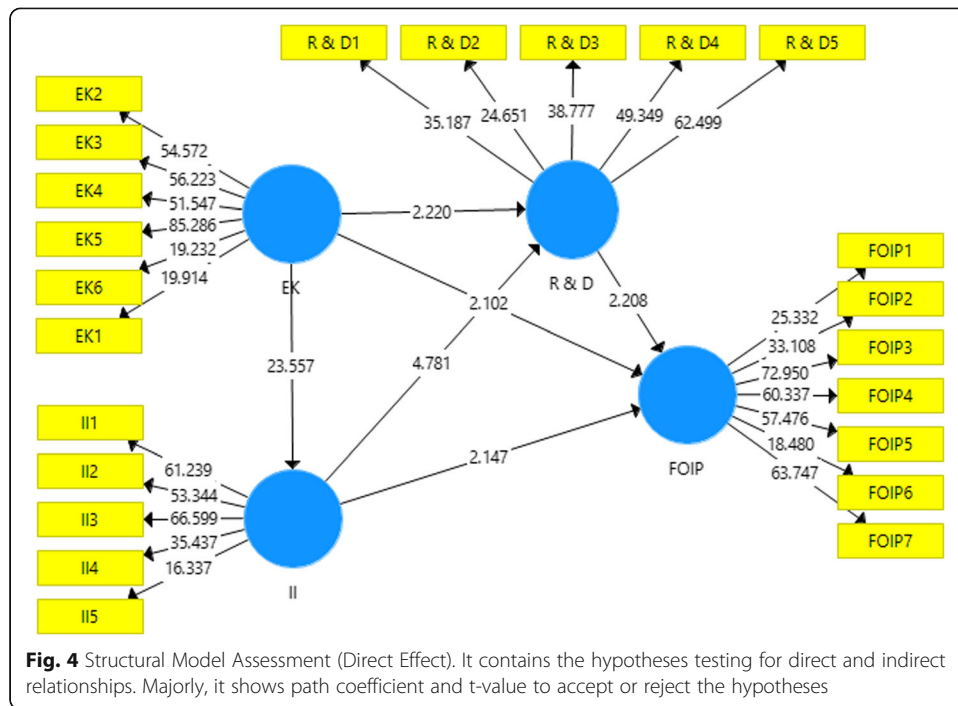 R & D1
R & D2
R & D3
R & D4
R & D5
35.187
24.651
38.777
49.349
62.499
EK2
EK3
EK4
EK5
EK6
EK1
54.572
56.223
51.547
85.286
19.232
19.914
EK
2.220
R & D
2.102
2.208
23.557
4.781
2.147
FOIP1
FOIP2
FOIP3
FOIP4
FOIP5
FOIP6
FOIP7
25.332
33.108
72.950
60.337
57.476
18.480
63.747
FOIP
II1
II2
II3
II4
II5
61.239
53.344
66.599
35.437
16.337
II
Fig. 4 Structural Model Assessment (Direct Effect). It contains the hypotheses testing for direct and indirect
relationships. Majorly, it shows path coefficient and t-value to accept or reject the hypotheses